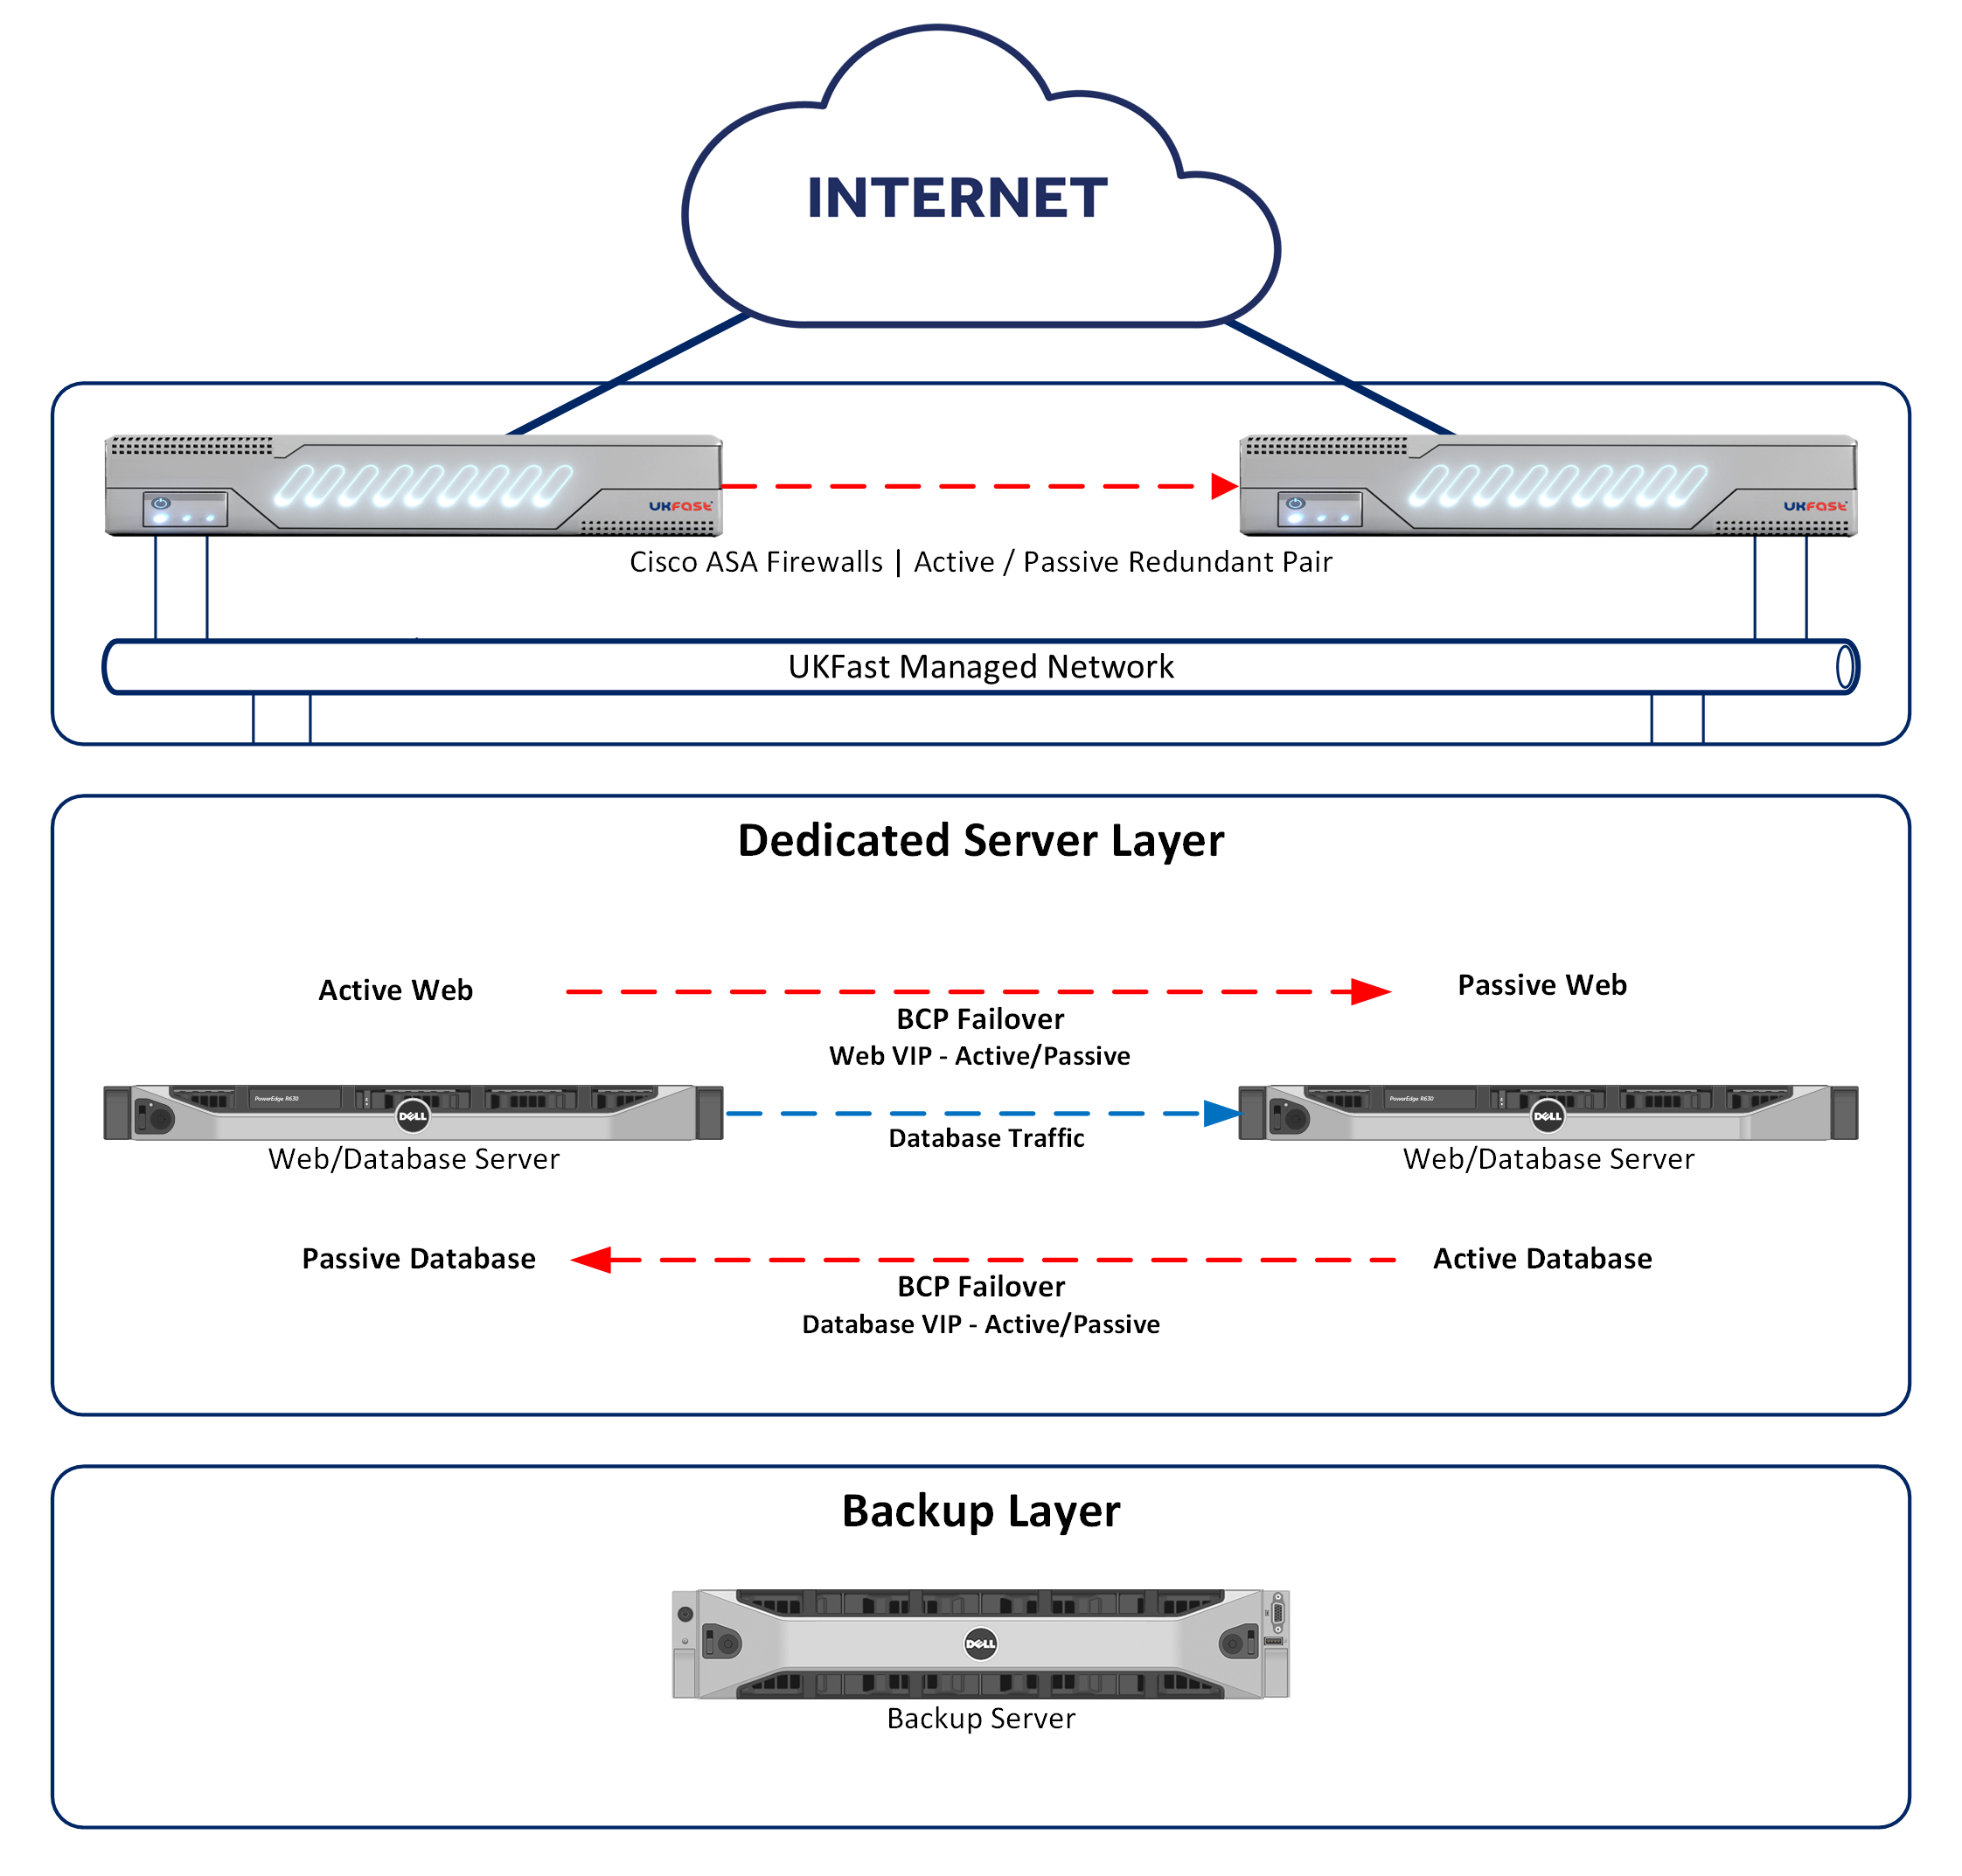 INTERNET
UKFAST
UKFAST
Cisco ASA Firewalls | Active / Passive Redundant Pair
UKFast Managed Network
Dedicated Server Layer
Active Web
Passive Web
BCP Failover
Web VIP - Active/Passive
PowerEdge R630
DELL
PowerEdge R630
DELL
Database Traffic
Web/Database Server
Web/Database Server
Passive Database
Active Database
BCP Failover
Database VIP - Active/Passive
Backup Layer
DELL
Backup Server